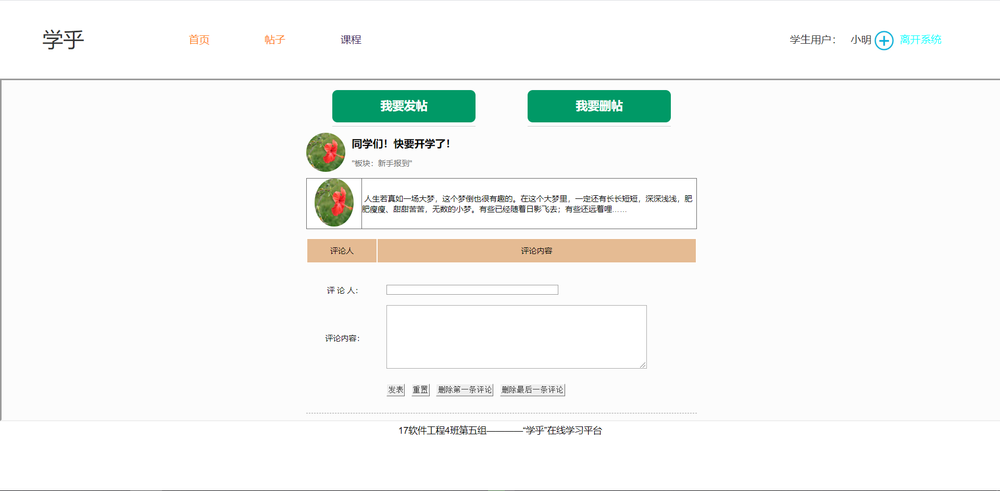 学乎
首页
帖子
课程
学生用户：
小明
离开系统
我要发帖
我要删帖
同学们！快要开学了！
"板块：新手报到"
人生若真如一场大梦，这个梦倒也很有趣的。在这个大梦里，一定还有长长短短，深深浅浅，肥
肥瘦瘦、甜甜苦苦，无数的小梦。有些已经随着日影飞去；有些还远着哩……
评论人
评论内容
评 论 人：
评论内容：
发表
重置
删除第一条评论
删除最后一条评论
17软件工程4班第五组————“学乎”在线学习平台